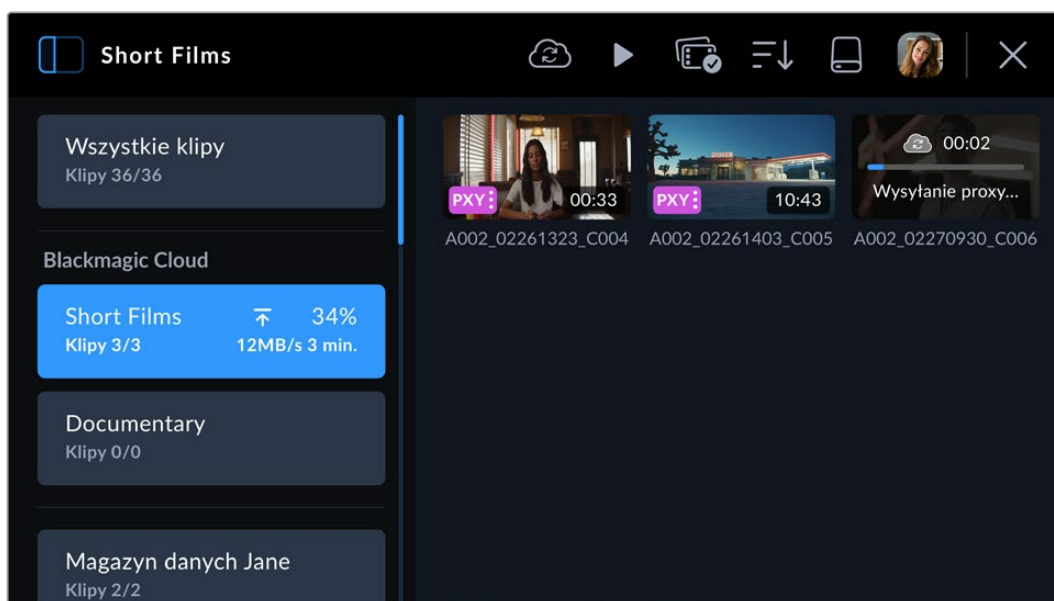 Short Films
Wszystkie klipy
Klipy 36/36
Blackmagic Cloud
Short Films 34%
Klipy 3/3 12MB/s 3 min.
Documentary
Klipy 0/0
Magazyn danych Jane
Klipy 2/2
DINER
PXY 00:33
PXY 10:43
00:02
Wysyłanie proxy...
A002_02261323_C004
A002_02261403_C005
A002_02270930_C006